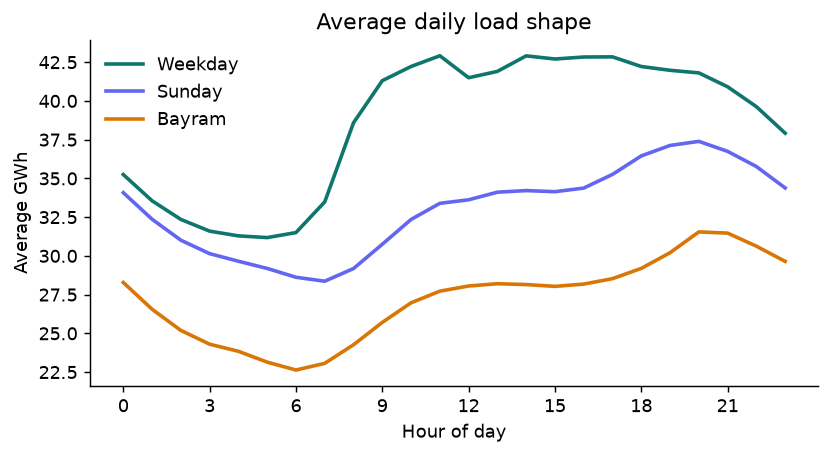 Average daily load shape
Weekday
Sunday
Bayram
Average GWh
42.5
40.0
37.5
35.0
32.5
30.0
27.5
25.0
22.5
0 3 6 9 12 15 18 21
Hour of day